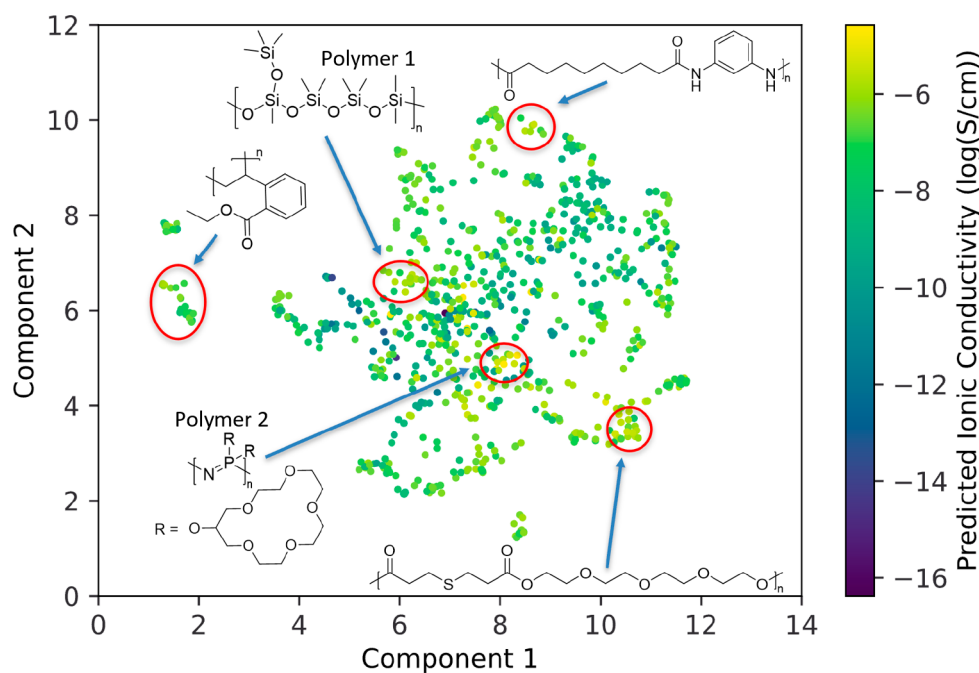 12
10
8
6
4
2
0
0
2
4
6
8
10
12
14
Component 2
Component 1
Polymer 1
Si
O
Si
O
Si
O
Si
O
Si
n
n
O
O
O
O
N
H
N
H
n
Polymer 2
R
R
N
P
n
R =
O
O
O
O
O
O
O
O
S
O
O
O
O
O
O
n
−6
−8
−10
−12
−14
−16
Predicted Ionic Conductivity (log(S/cm))